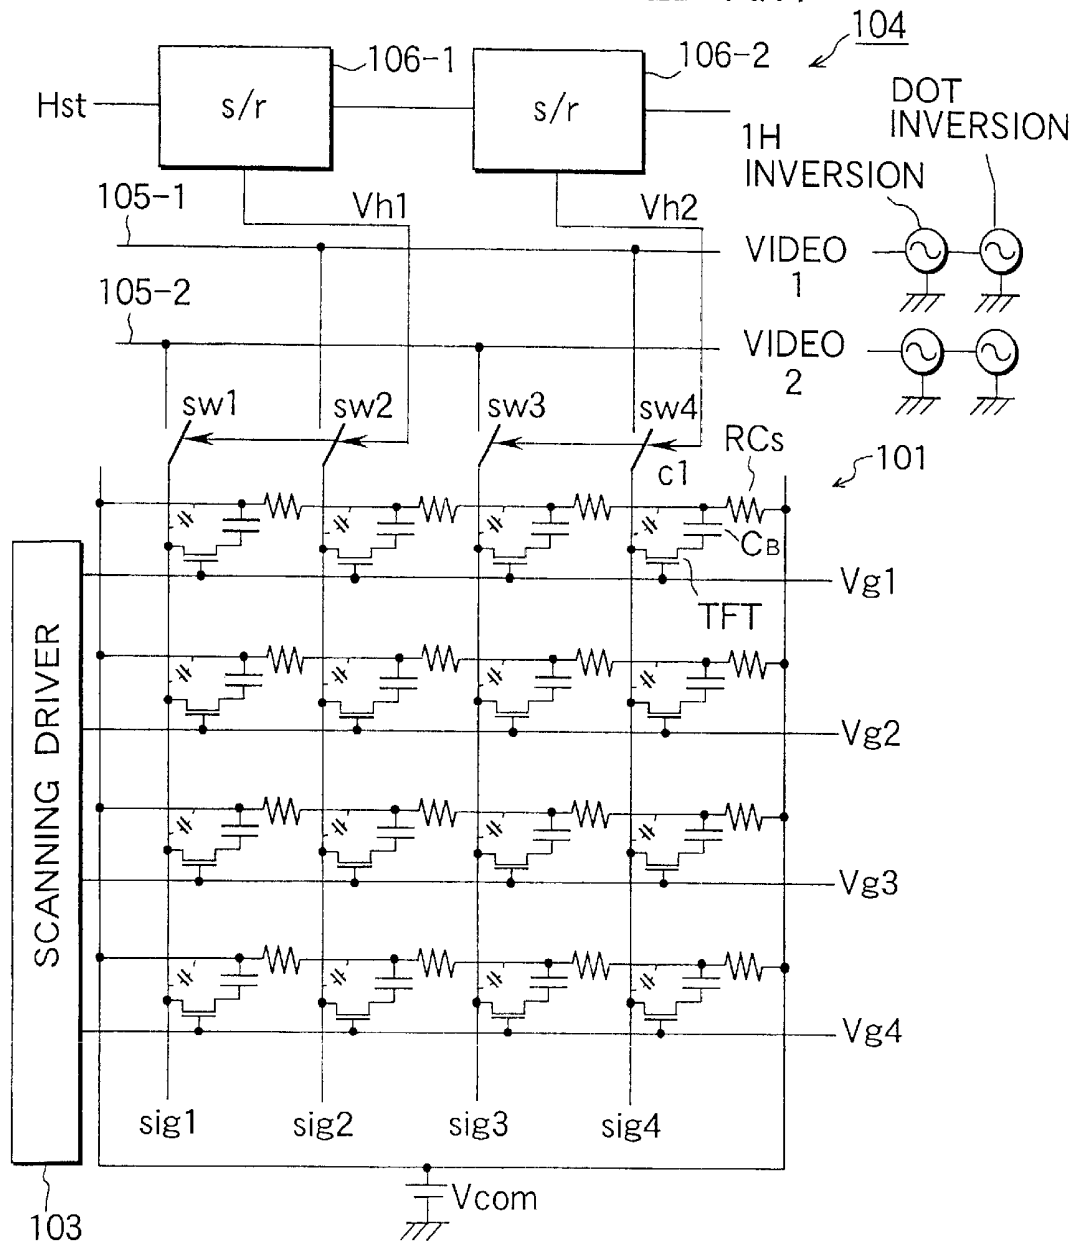 104
106-1
106-2
Hst
s/r
s/r
DOT
INVERSION
1H
INVERSION
105-1
Vh1
Vh2
VIDEO
1
105-2
VIDEO
2
sw1
sw2
sw3
sw4
RCs
101
c1
CB
Vg1
TFT
Vg2
SCANNING DRIVER
Vg3
Vg4
sig1
sig2
sig3
sig4
Vcom
103